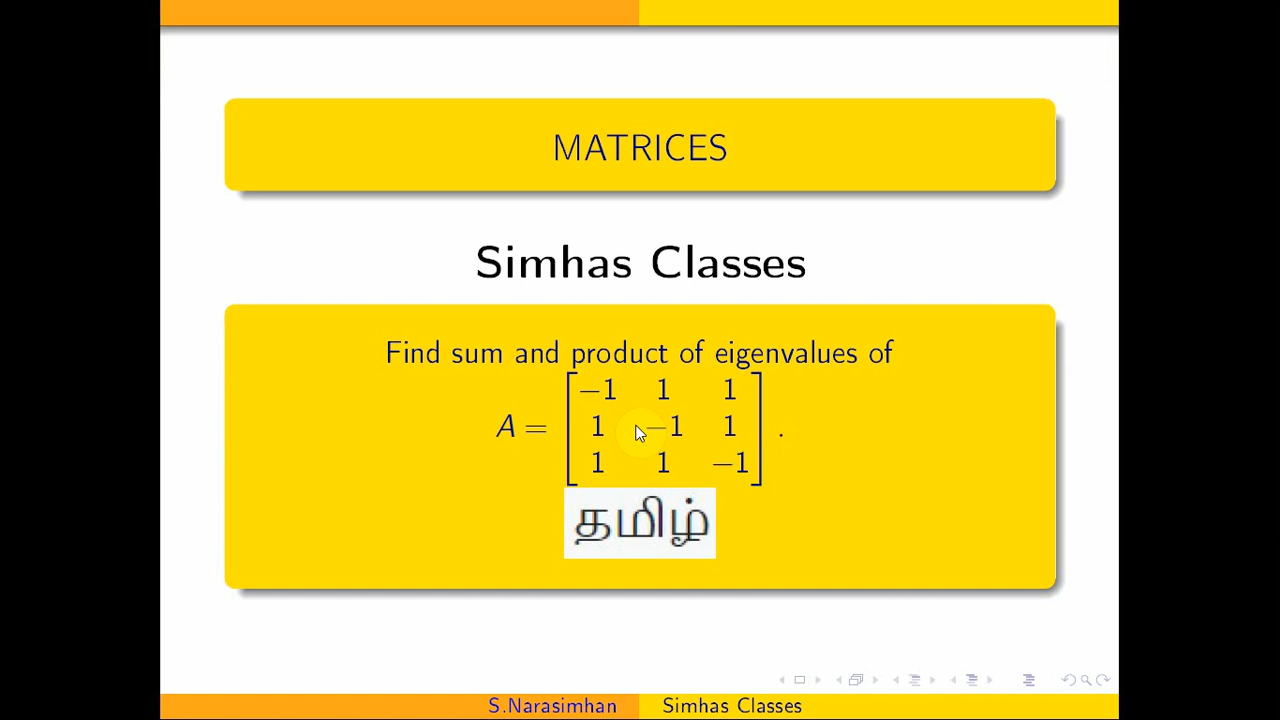 MATRICES
Simhas Classes
Find sum and product of eigenvalues of
A = [−1 1 1
1 −1 1
1 1 −1] .
தமிழ்
S.Narasimhan Simhas Classes